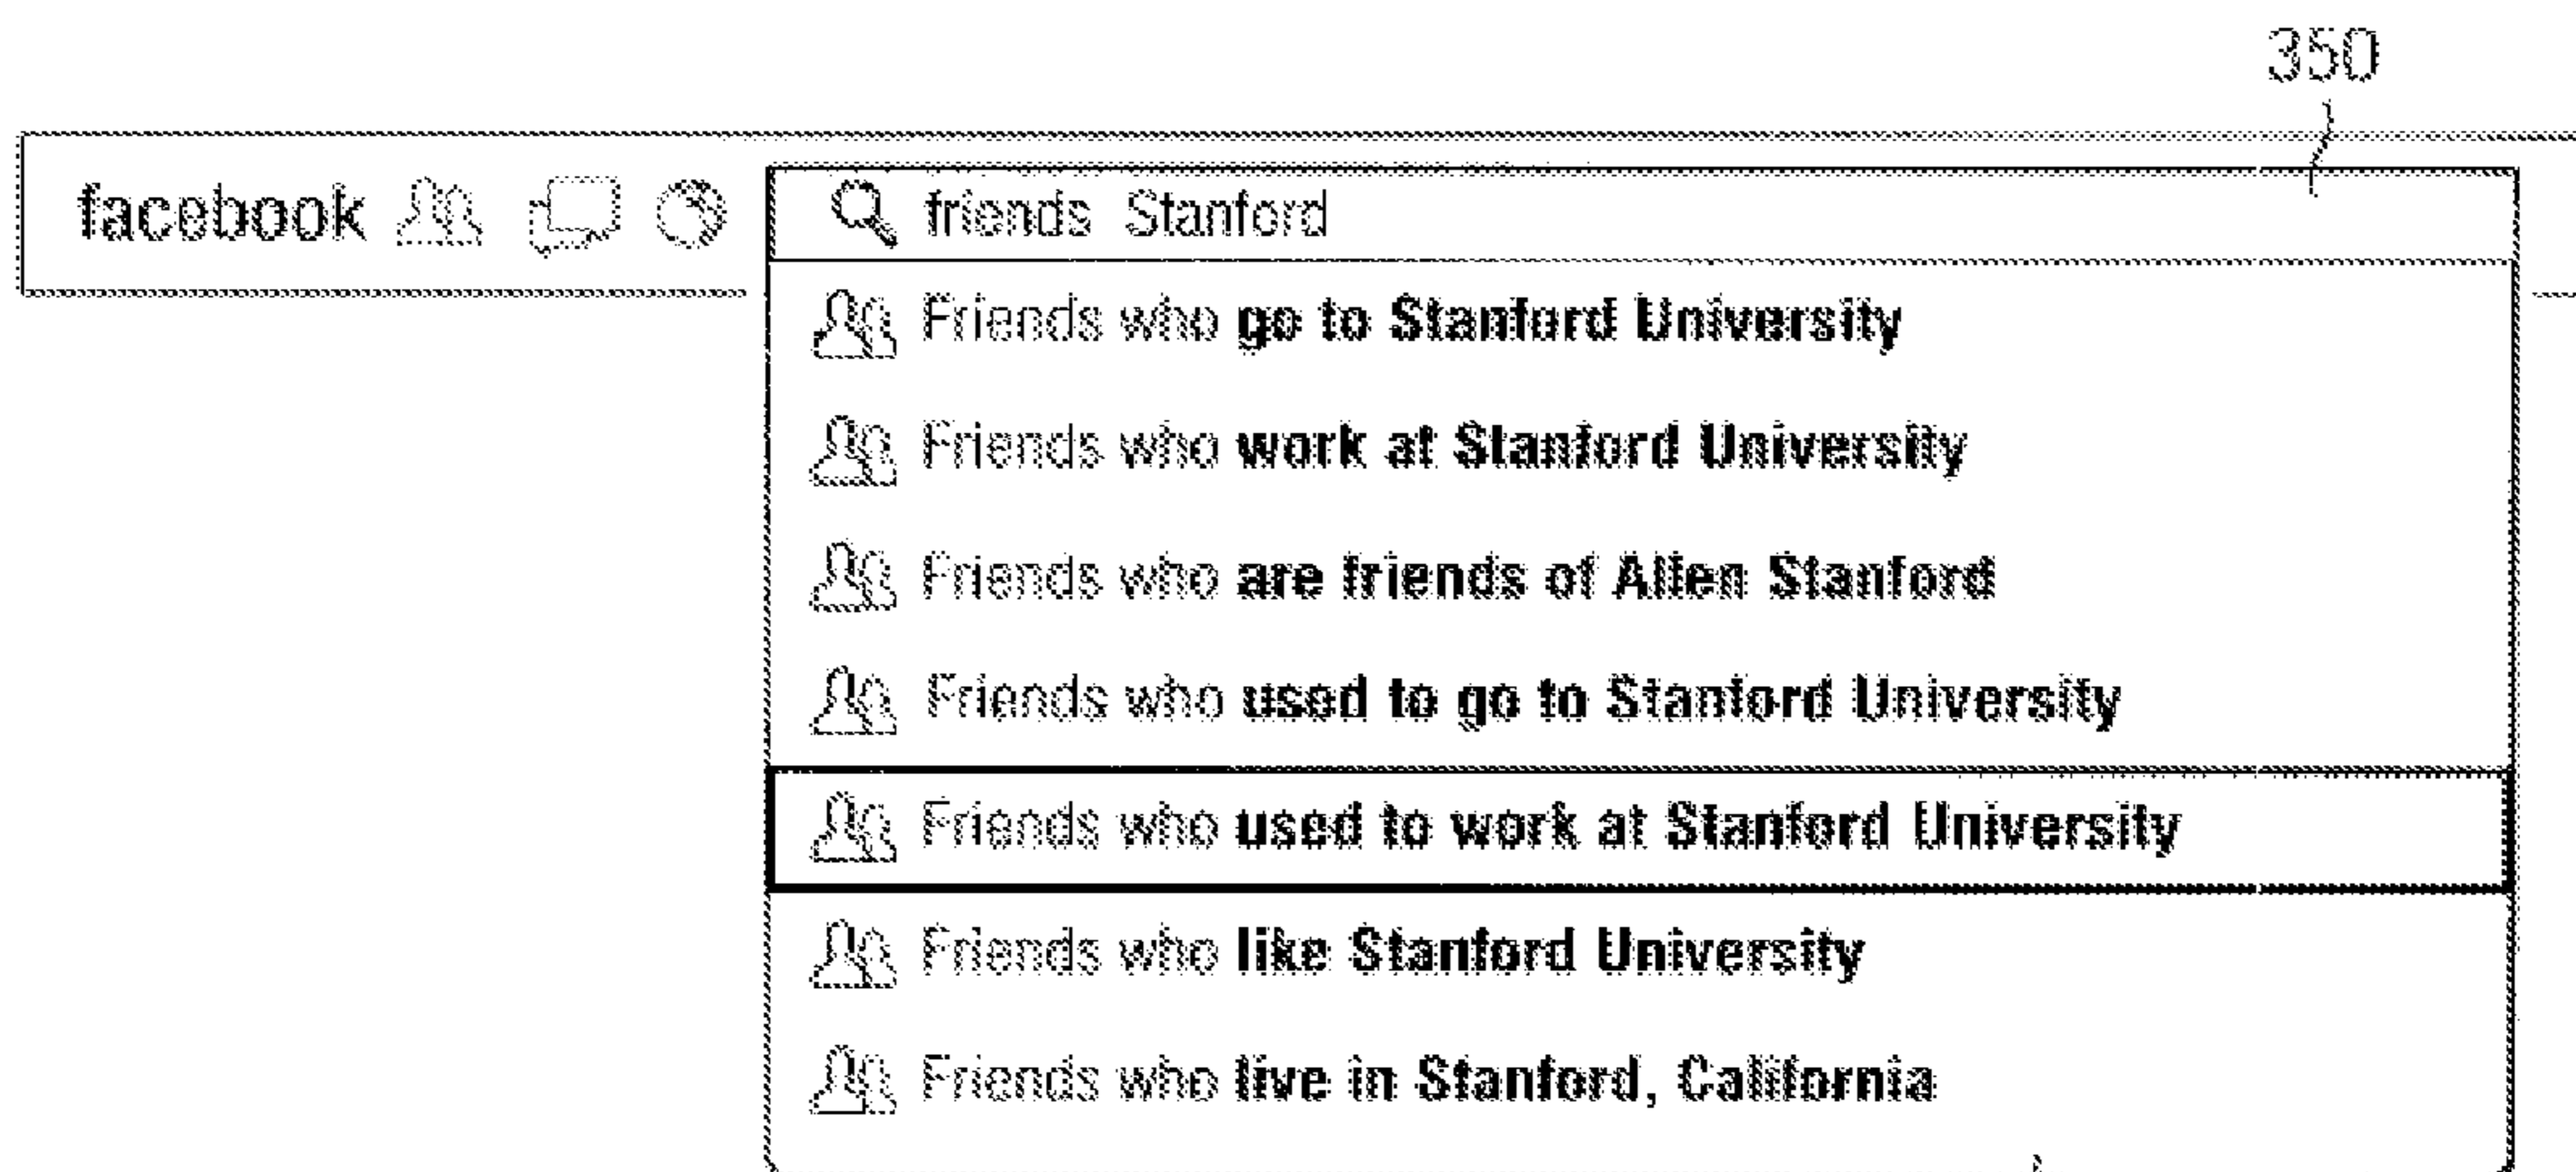 350
facebook friends Stanford
Friends who go to Stanford University
Friends who work at Stanford University
Friends who are friends of Allen Stanford
Friends who used to go to Stanford University
Friends who used to work at Stanford University
Friends who like Stanford University
Friends who live in Stanford, California